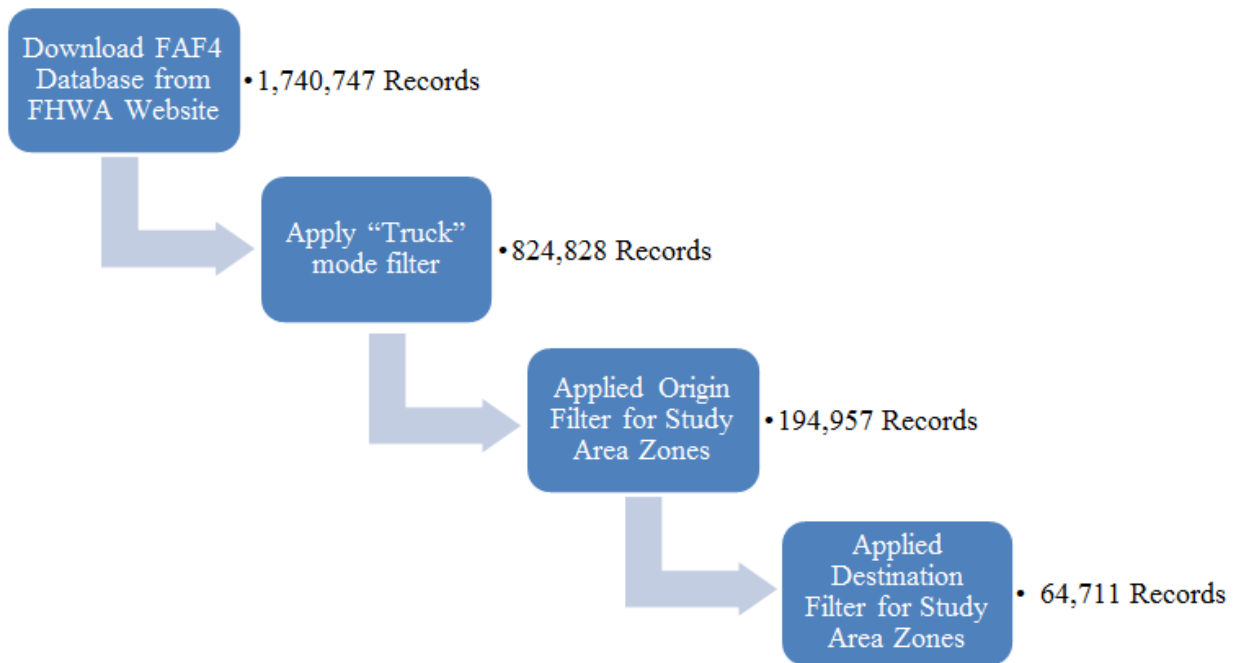 Download FAF4
Database from
FHWA Website
•1,740,747 Records
Apply “Truck”
mode filter
•824,828 Records
Applied Origin
Filter for Study
Area Zones
•194,957 Records
Applied
Destination
Filter for Study
Area Zones
• 64,711 Records